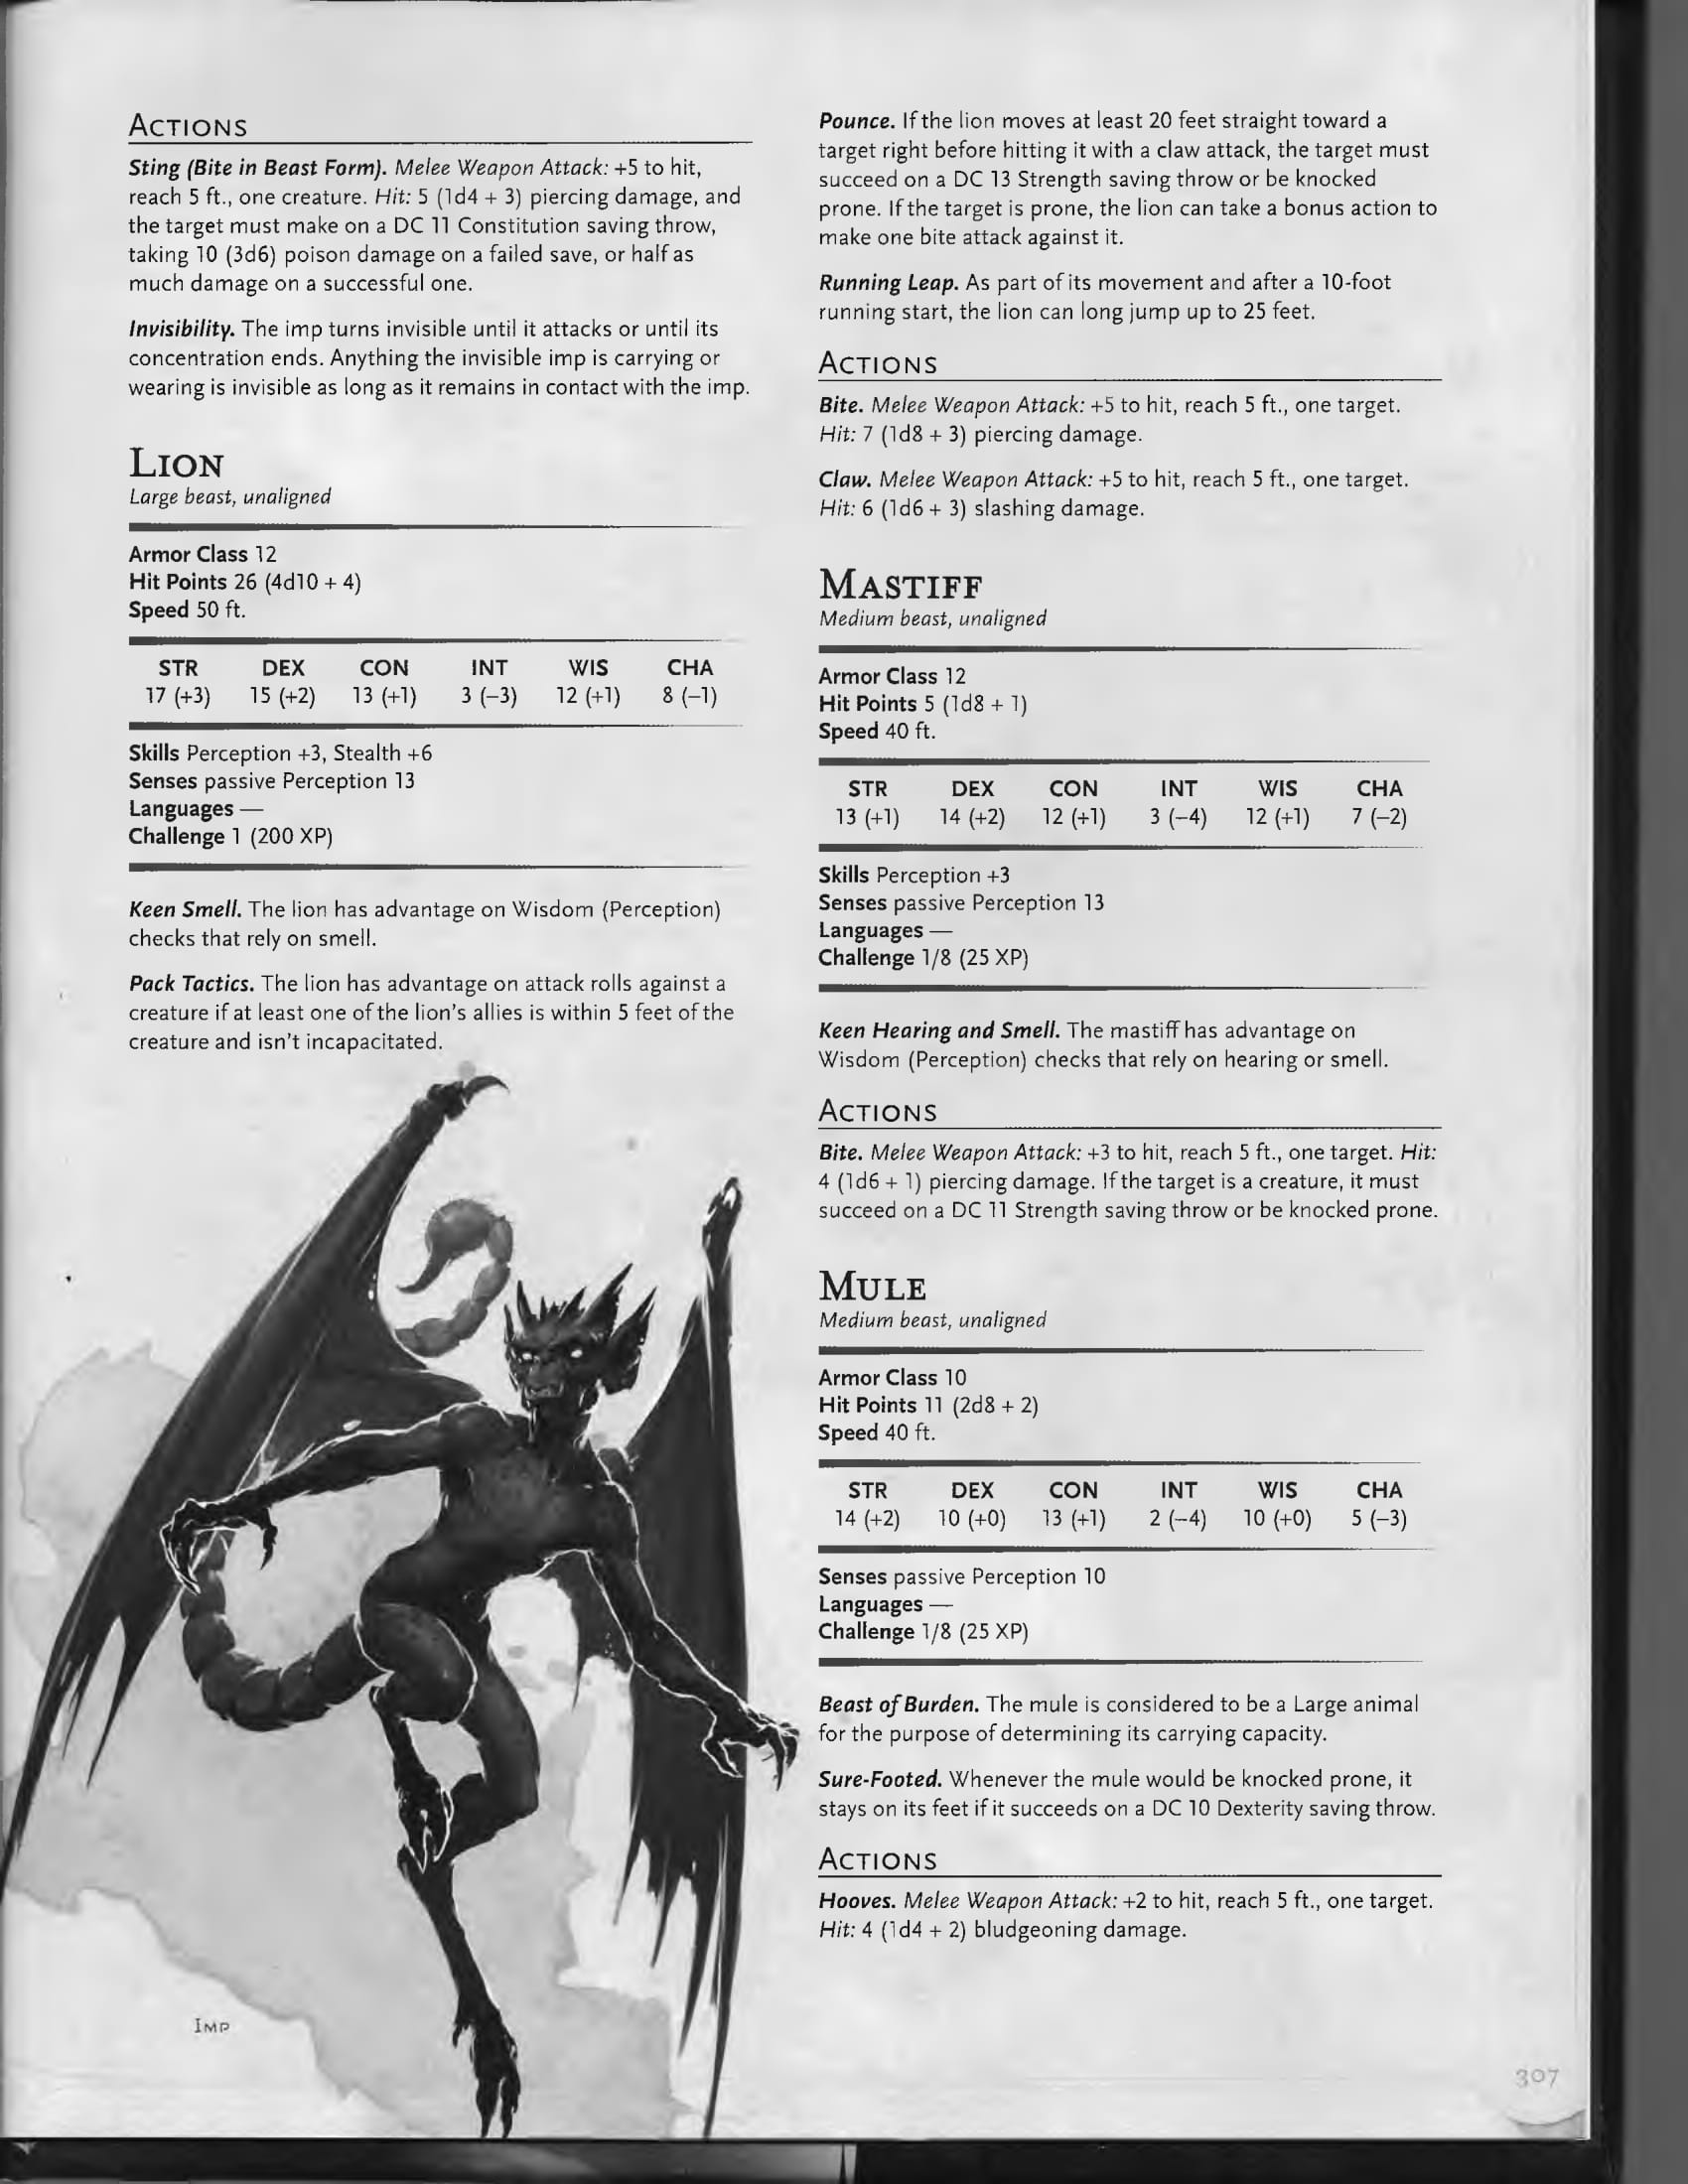 ACTIONS
Sting (Bite in Beast Form). Melee Weapon Attack: +5 to hit,
reach 5 ft., one creature. Hit: 5 (1d4 + 3) piercing damage, and
the target must make on a DC 11 Constitution saving throw,
taking 10 (3d6) poison damage on a failed save, or half as
much damage on a successful one.
Invisibility. The imp turns invisible until it attacks or until its
concentration ends. Anything the invisible imp is carrying or
wearing is invisible as long as it remains in contact with the imp.
LION
Large beast, unaligned
Armor Class 12
Hit Points 26 (4d10 + 4)
Speed 50 ft.
STR DEX CON INT WIS CHA
17 (+3) 15 (+2) 13 (+1) 3 (−3) 12 (+1) 8 (−1)
Skills Perception +3, Stealth +6
Senses passive Perception 13
Languages —
Challenge 1 (200 XP)
Keen Smell. The lion has advantage on Wisdom (Perception)
checks that rely on smell.
Pack Tactics. The lion has advantage on attack rolls against a
creature if at least one of the lion's allies is within 5 feet of the
creature and isn't incapacitated.
IMP
Pounce. If the lion moves at least 20 feet straight toward a
target right before hitting it with a claw attack, the target must
succeed on a DC 13 Strength saving throw or be knocked
prone. If the target is prone, the lion can take a bonus action to
make one bite attack against it.
Running Leap. As part of its movement and after a 10-foot
running start, the lion can long jump up to 25 feet.
ACTIONS
Bite. Melee Weapon Attack: +5 to hit, reach 5 ft., one target.
Hit: 7 (1d8 + 3) piercing damage.
Claw. Melee Weapon Attack: +5 to hit, reach 5 ft., one target.
Hit: 6 (1d6 + 3) slashing damage.
MASTIFF
Medium beast, unaligned
Armor Class 12
Hit Points 5 (1d8 + 1)
Speed 40 ft.
STR DEX CON INT WIS CHA
13 (+1) 14 (+2) 12 (+1) 3 (−4) 12 (+1) 7 (−2)
Skills Perception +3
Senses passive Perception 13
Languages —
Challenge 1/8 (25 XP)
Keen Hearing and Smell. The mastiff has advantage on
Wisdom (Perception) checks that rely on hearing or smell.
ACTIONS
Bite. Melee Weapon Attack: +3 to hit, reach 5 ft., one target. Hit:
4 (1d6 + 1) piercing damage. If the target is a creature, it must
succeed on a DC 11 Strength saving throw or be knocked prone.
MULE
Medium beast, unaligned
Armor Class 10
Hit Points 11 (2d8 + 2)
Speed 40 ft.
STR DEX CON INT WIS CHA
14 (+2) 10 (+0) 13 (+1) 2 (−4) 10 (+0) 5 (−3)
Senses passive Perception 10
Languages —
Challenge 1/8 (25 XP)
Beast of Burden. The mule is considered to be a Large animal
for the purpose of determining its carrying capacity.
Sure-Footed. Whenever the mule would be knocked prone, it
stays on its feet if it succeeds on a DC 10 Dexterity saving throw.
ACTIONS
Hooves. Melee Weapon Attack: +2 to hit, reach 5 ft., one target.
Hit: 4 (1d4 + 2) bludgeoning damage.
307